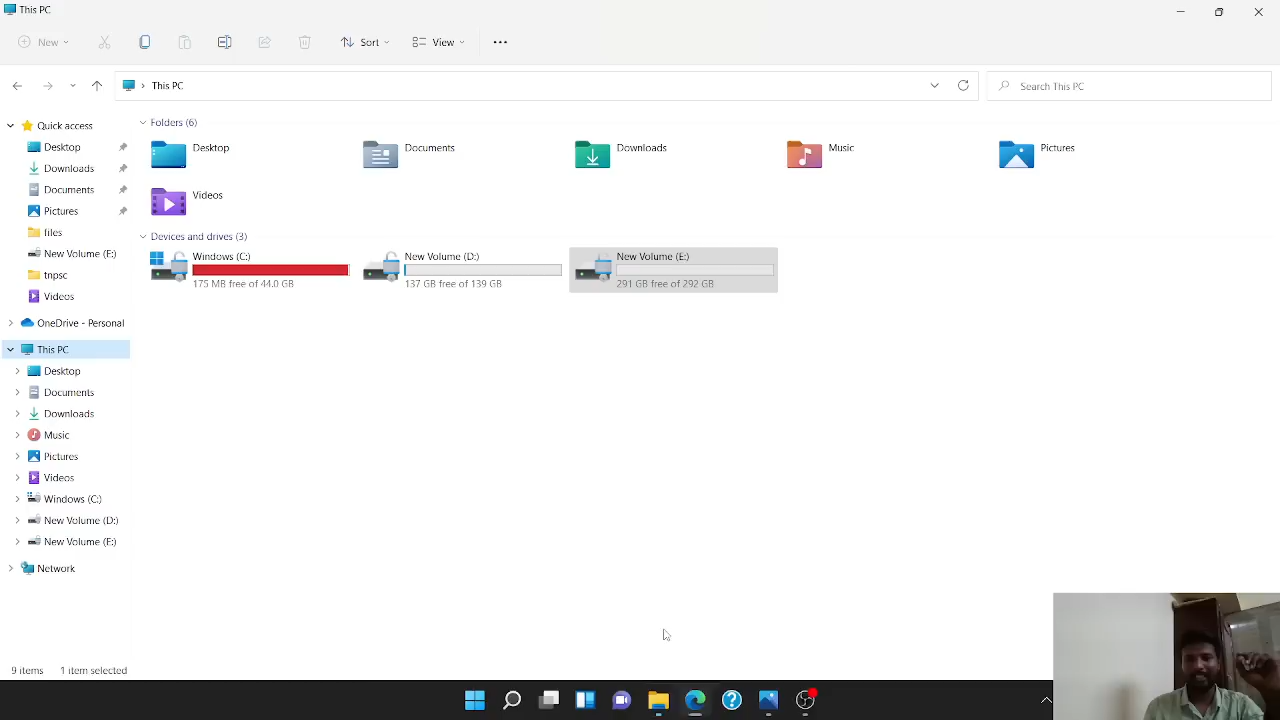 This PC
New
Sort
View
This PC
Search This PC
Quick access
Desktop
Downloads
Documents
Pictures
files
New Volume (E:)
tnpsc
Videos
OneDrive - Personal
This PC
Desktop
Documents
Downloads
Music
Pictures
Videos
Windows (C:)
New Volume (D:)
New Volume (E:)
Network
Folders (6)
Desktop
Documents
Downloads
Music
Pictures
Videos
Devices and drives (3)
Windows (C:)
175 MB free of 44.0 GB
New Volume (D:)
137 GB free of 139 GB
New Volume (E:)
291 GB free of 292 GB
9 items
1 item selected